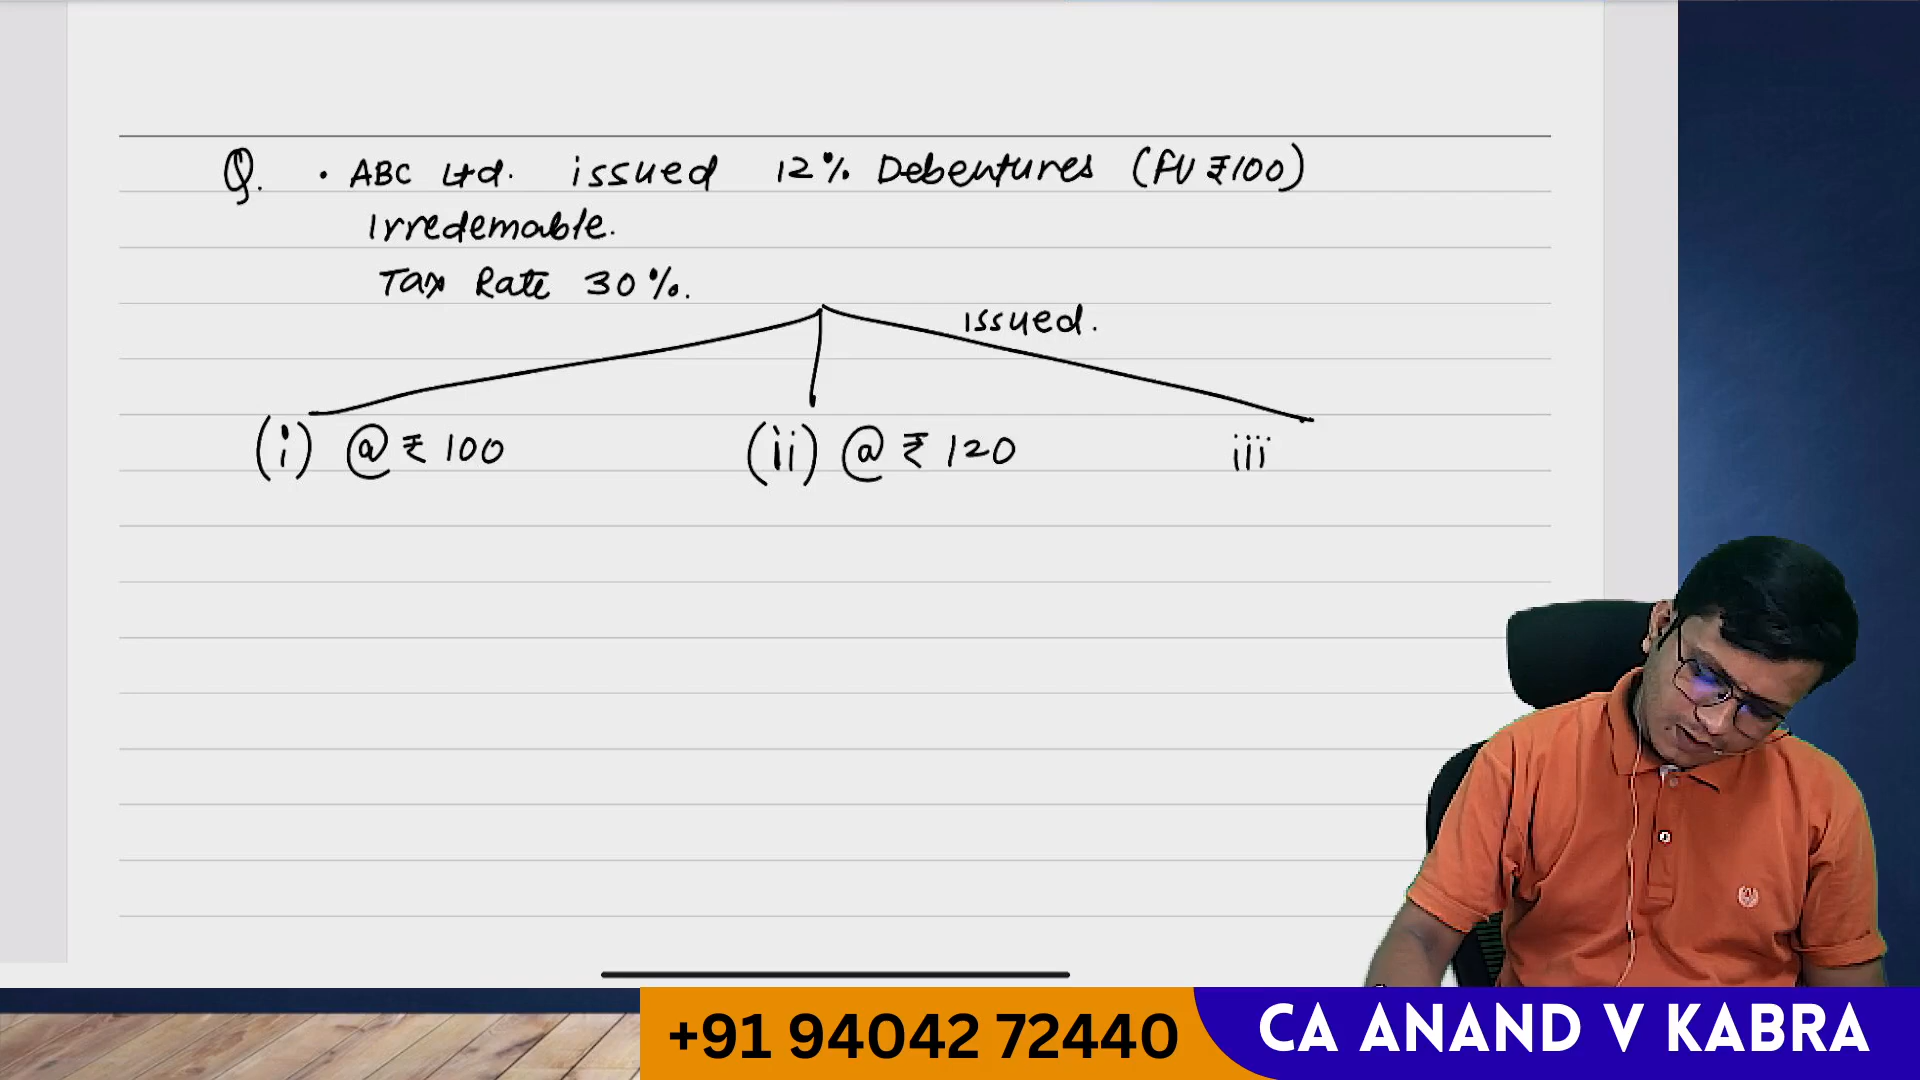 Q. • ABC Ltd. issued 12% Debentures (FV ₹100)
Irredemable.
Tax Rate 30%.
issued.
(i) @ ₹ 100 (ii) @ ₹ 120 iii
+91 94042 72440 CA ANAND V KABRA